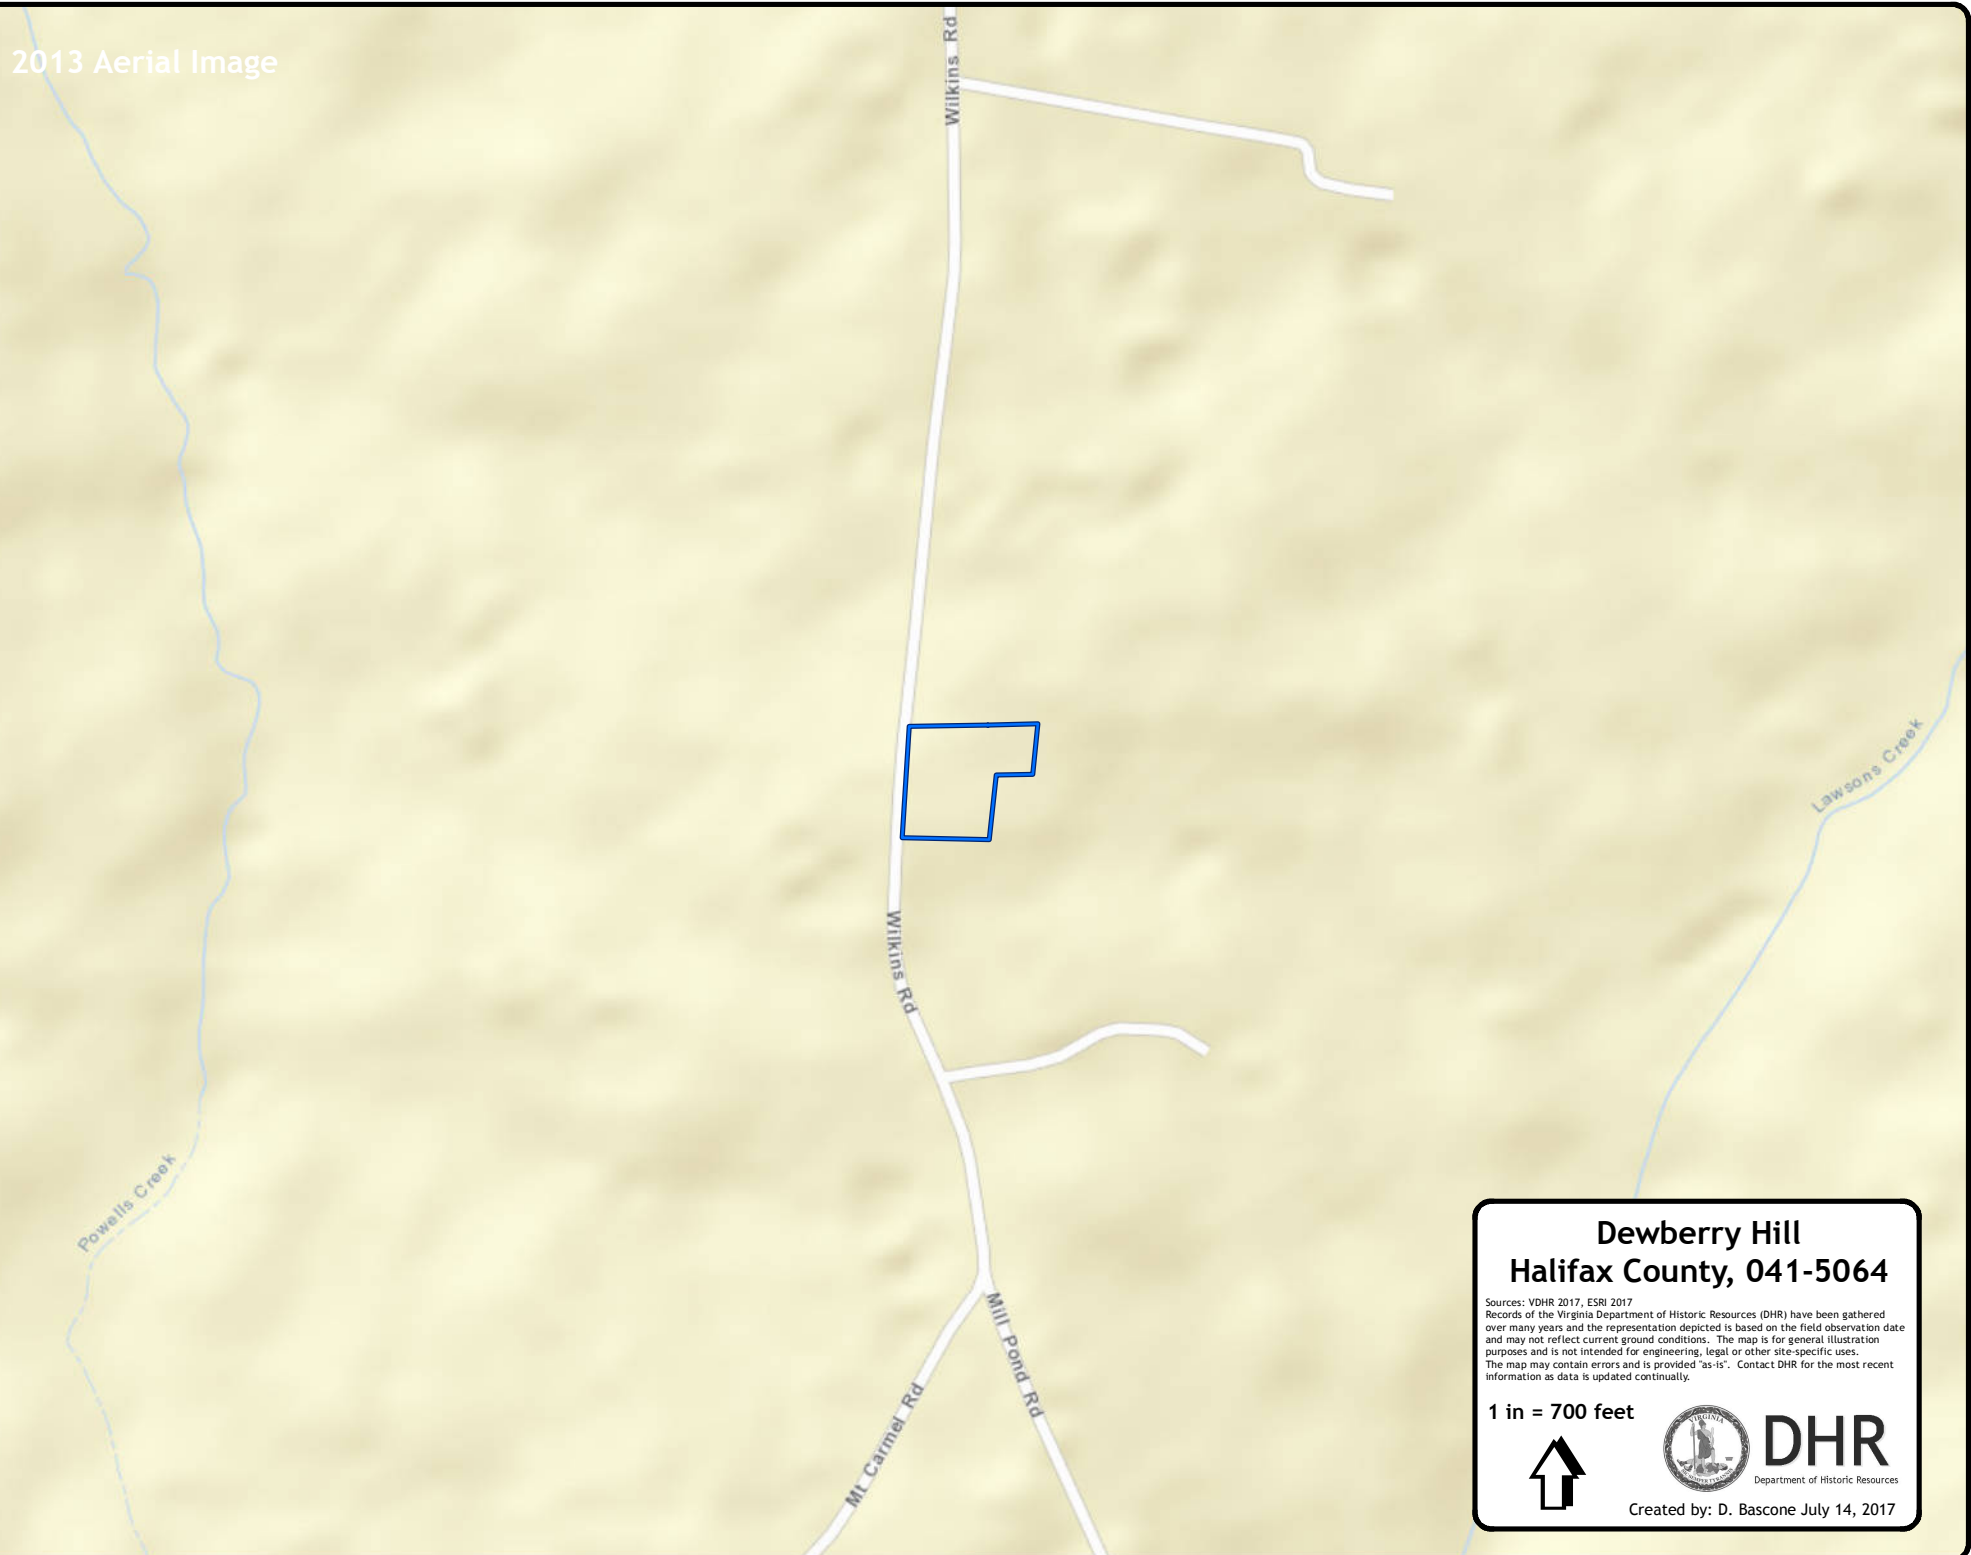 2013 Aerial Image
Wilkins Rd
Lawsons Creek
Wilkins Rd
Powells Creek
Mill Pond Rd
Mt Carmel Rd
Dewberry Hill
Halifax County, 041-5064
Sources: VDHR 2017, ESRI 2017
Records of the Virginia Department of Historic Resources (DHR) have been gathered
over many years and the representation depicted is based on the field observation date
and may not reflect current ground conditions. The map is for general illustration
purposes and is not intended for engineering, legal or other site-specific uses.
The map may contain errors and is provided "as-is". Contact DHR for the most recent
information as data is updated continually.
1 in = 700 feet
VIRGINIA
DHR
Department of Historic Resources
Created by: D. Bascone July 14, 2017